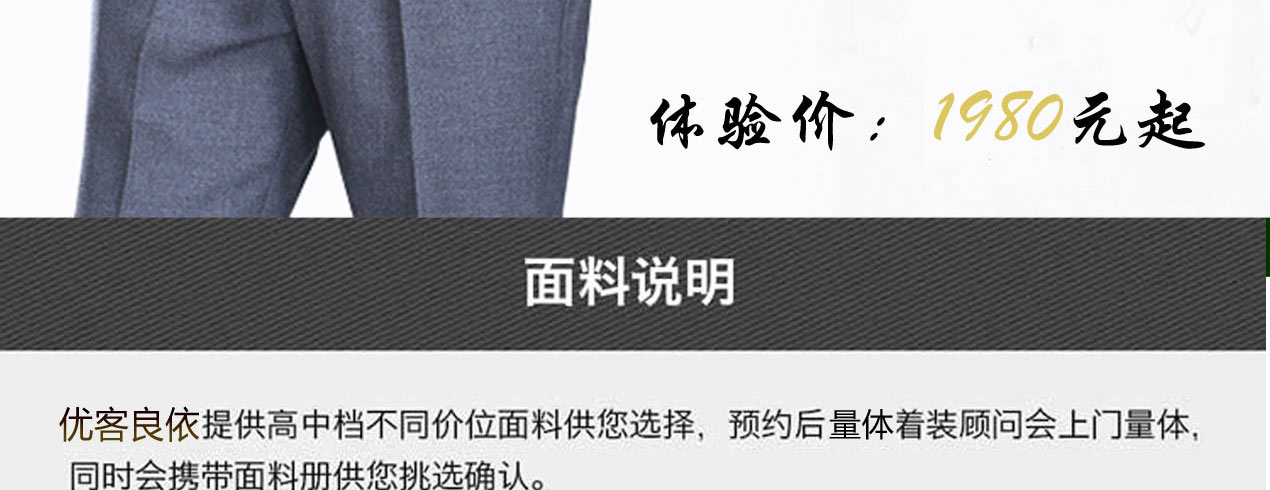 体验价：1980元起
面料说明
优客良依提供高中档不同价位面料供您选择，预约后量体着装顾问会上门量体，
同时会携带面料册供您挑选确认。